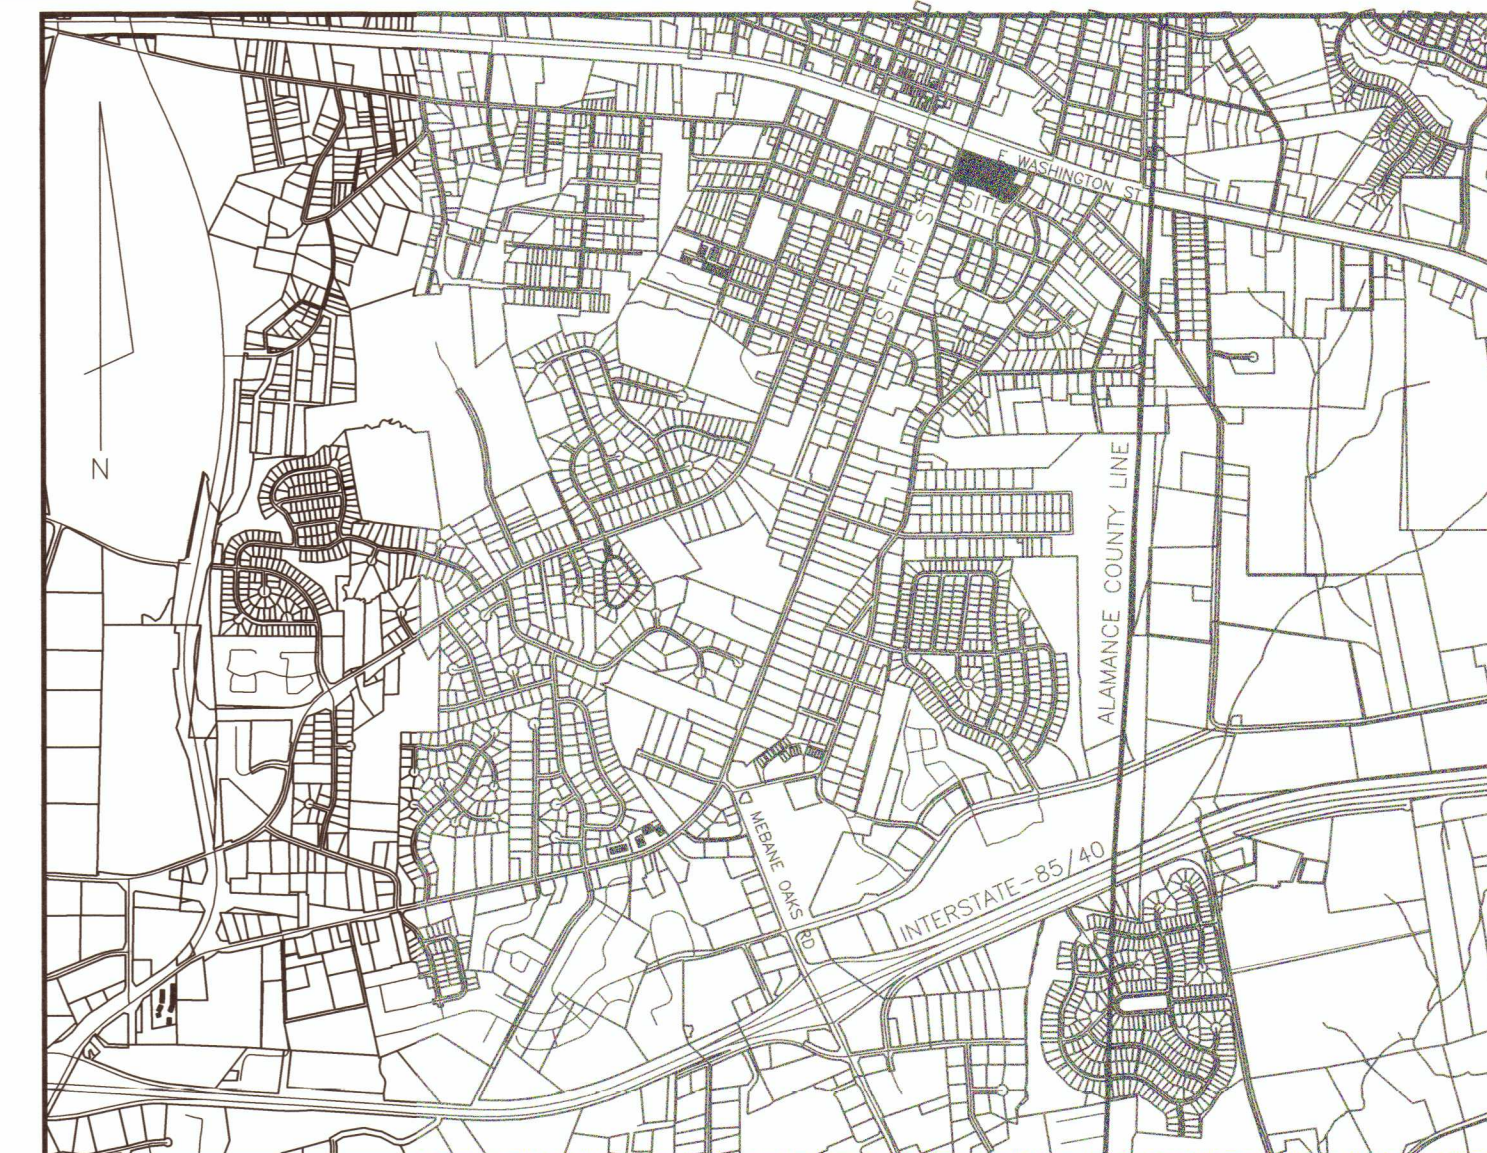 E WASHINGTON ST
SITE
S FIFTH ST
N
ALAMANCE COUNTY LINE
MEBANE OAKS RD
INTERSTATE-85/40